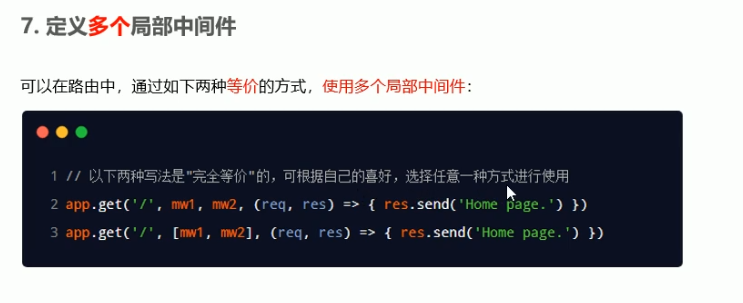 7. 定义多个局部中间件
可以在路由中，通过如下两种等价的方式，使用多个局部中间件：
1 // 以下两种写法是"完全等价"的，可根据自己的喜好，选择任意一种方式进行使用
2 app.get('/', mw1, mw2, (req, res) => { res.send('Home page.') })
3 app.get('/', [mw1, mw2], (req, res) => { res.send('Home page.') })